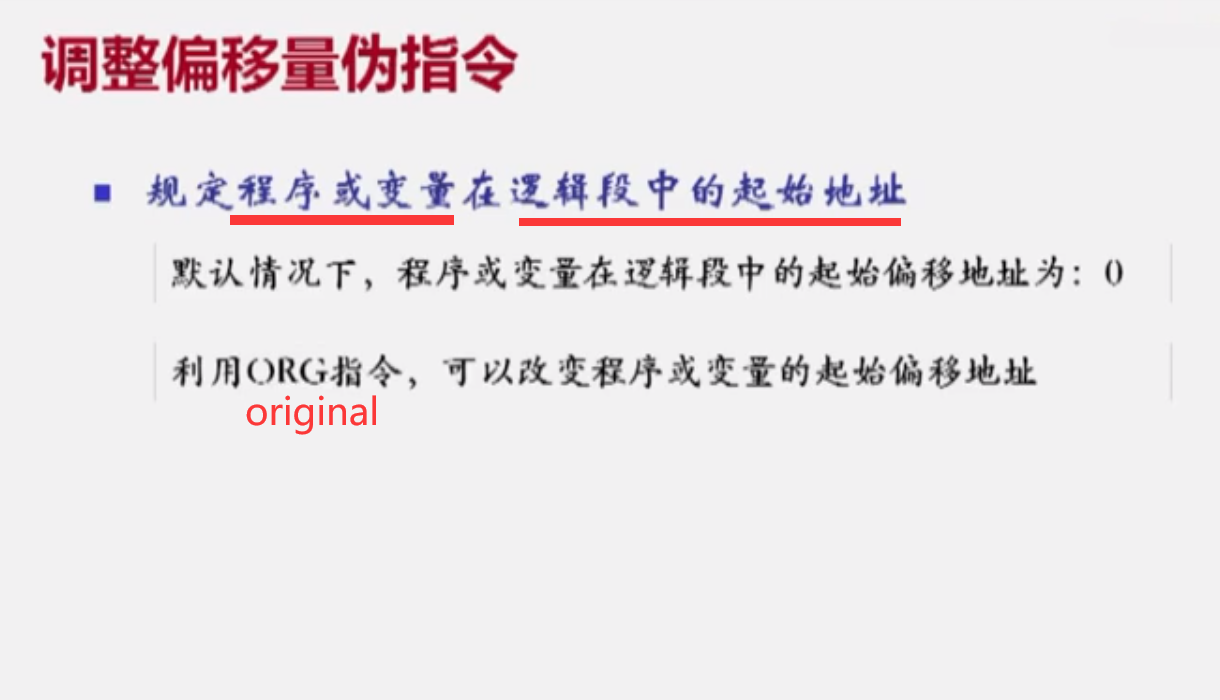 调整偏移量伪指令
规定程序或变量在逻辑段中的起始地址
默认情况下，程序或变量在逻辑段中的起始偏移地址为：0
利用ORG指令，可以改变程序或变量的起始偏移地址
original